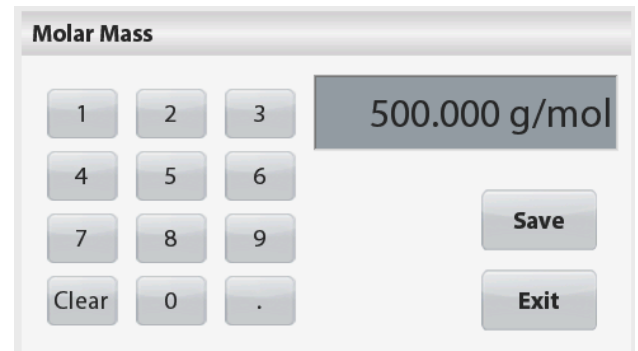 Molar Mass
500.000 g/mol
1 2 3
4 5 6
7 8 9
Clear 0 .
Save
Exit